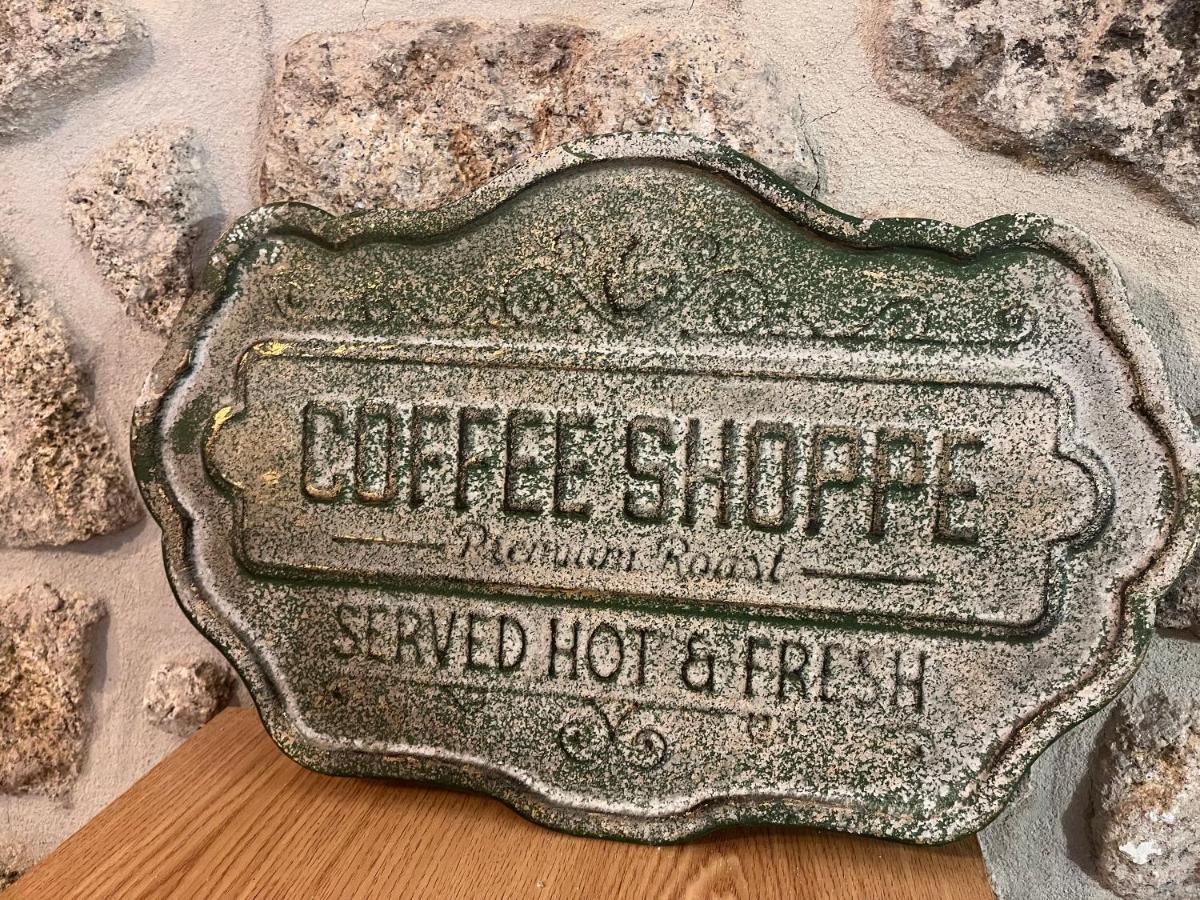 COFFEE SHOPPE
Premium Roast
SERVED HOT & FRESH